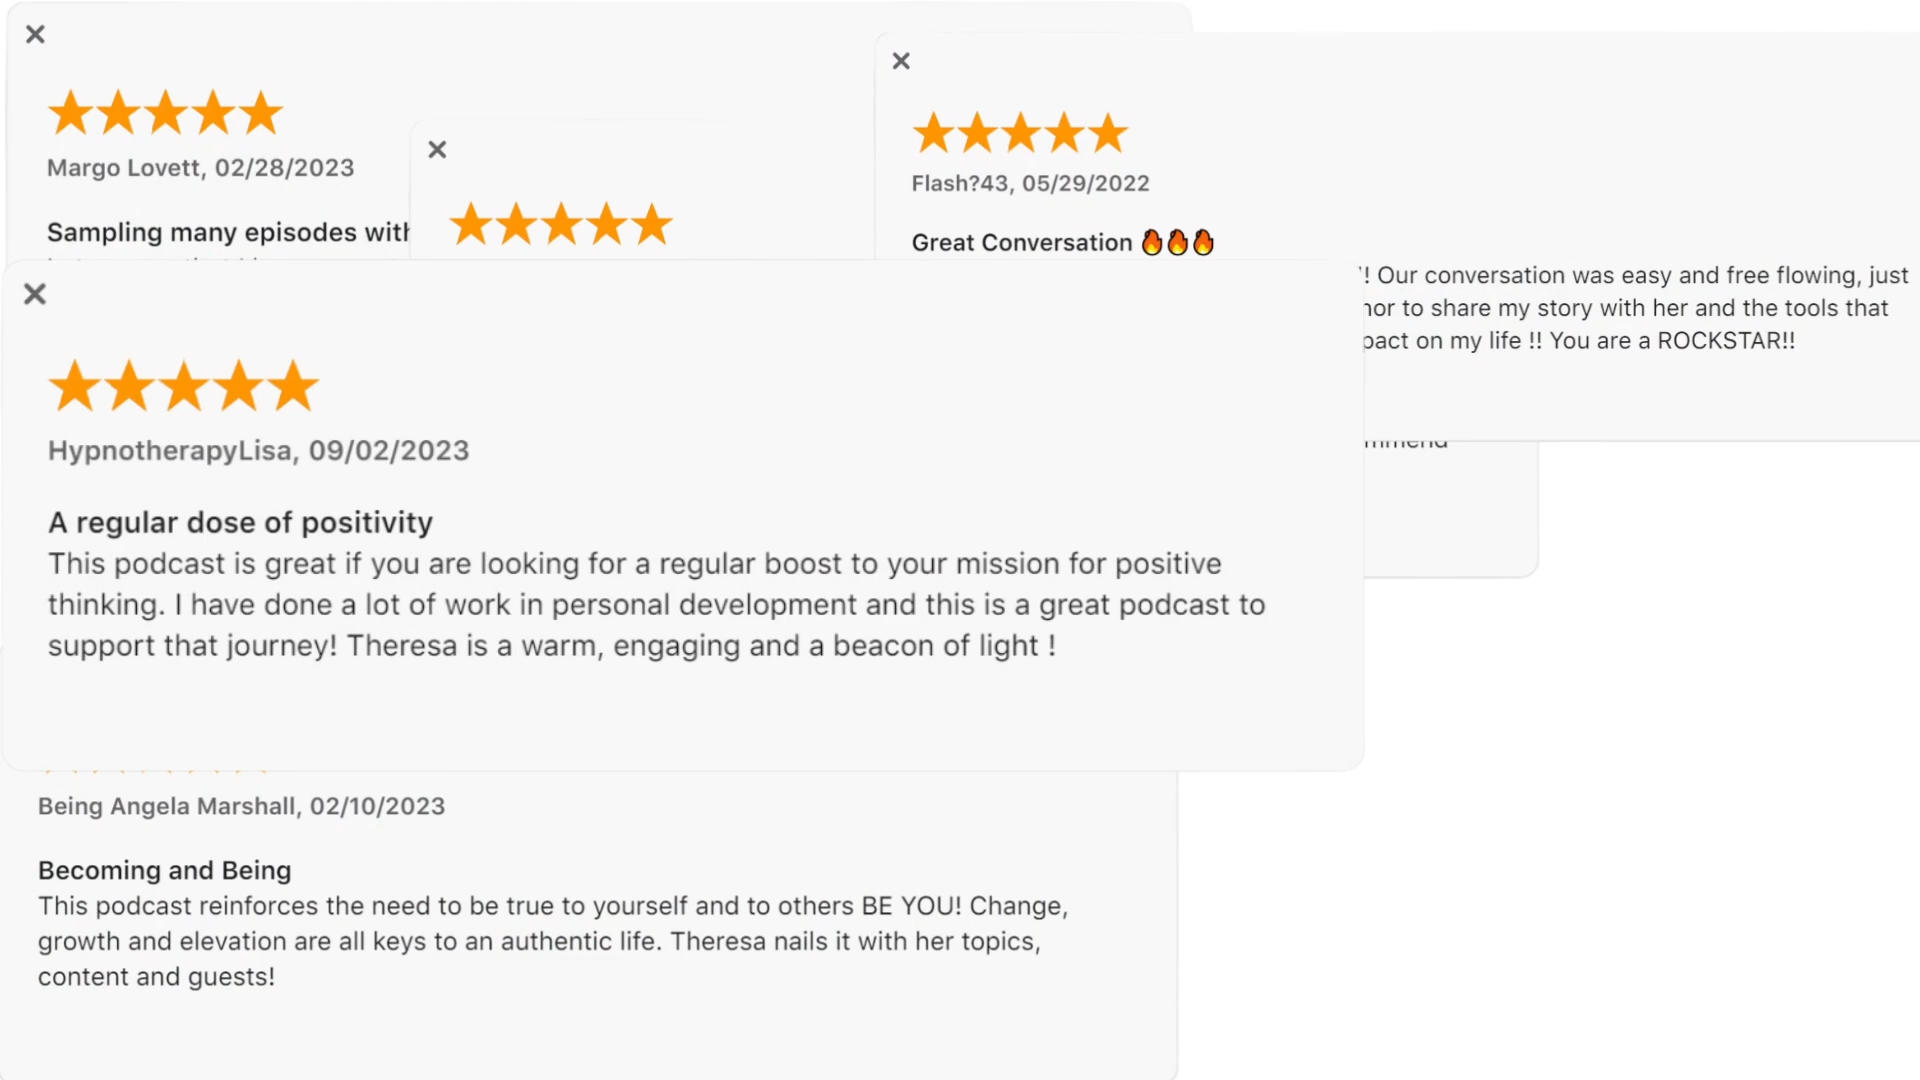 Margo Lovett, 02/28/2023
Sampling many episodes with
Flash?43, 05/29/2022
Great Conversation 🔥🔥🔥
!! Our conversation was easy and free flowing, just
to share my story with her and the tools that
on my life !! You are a ROCKSTAR!!
HypnotherapyLisa, 09/02/2023
A regular dose of positivity
This podcast is great if you are looking for a regular boost to your mission for positive
thinking. I have done a lot of work in personal development and this is a great podcast to
support that journey! Theresa is a warm, engaging and a beacon of light !
Being Angela Marshall, 02/10/2023
Becoming and Being
This podcast reinforces the need to be true to yourself and to others BE YOU! Change,
growth and elevation are all keys to an authentic life. Theresa nails it with her topics,
content and guests!